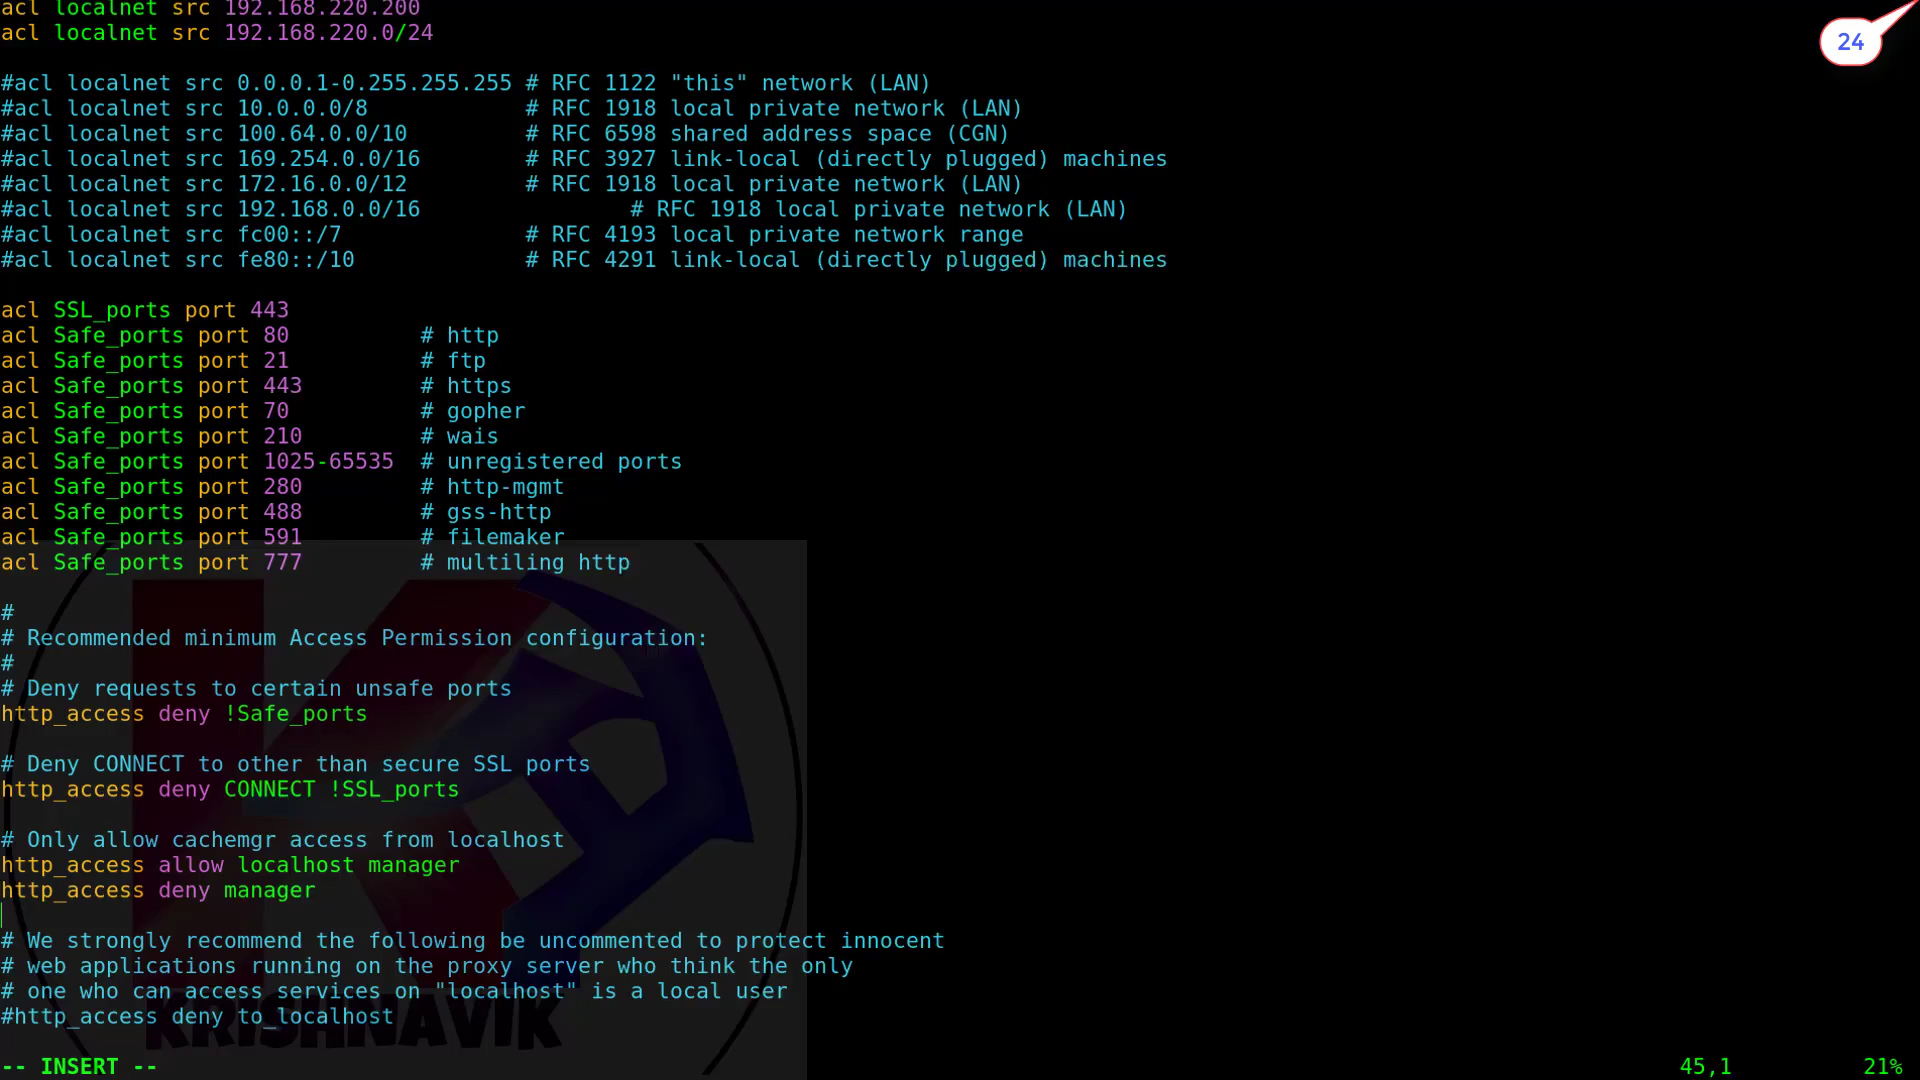 acl localnet src 192.168.220.200
acl localnet src 192.168.220.0/24
24
#acl localnet src 0.0.0.1-0.255.255.255 # RFC 1122 "this" network (LAN)
#acl localnet src 10.0.0.0/8            # RFC 1918 local private network (LAN)
#acl localnet src 100.64.0.0/10         # RFC 6598 shared address space (CGN)
#acl localnet src 169.254.0.0/16        # RFC 3927 link-local (directly plugged) machines
#acl localnet src 172.16.0.0/12         # RFC 1918 local private network (LAN)
#acl localnet src 192.168.0.0/16                # RFC 1918 local private network (LAN)
#acl localnet src fc00::/7              # RFC 4193 local private network range
#acl localnet src fe80::/10             # RFC 4291 link-local (directly plugged) machines
acl SSL_ports port 443
acl Safe_ports port 80          # http
acl Safe_ports port 21          # ftp
acl Safe_ports port 443         # https
acl Safe_ports port 70          # gopher
acl Safe_ports port 210         # wais
acl Safe_ports port 1025-65535  # unregistered ports
acl Safe_ports port 280         # http-mgmt
acl Safe_ports port 488         # gss-http
acl Safe_ports port 591         # filemaker
acl Safe_ports port 777         # multiling http
#
# Recommended minimum Access Permission configuration:
#
# Deny requests to certain unsafe ports
http_access deny !Safe_ports
# Deny CONNECT to other than secure SSL ports
http_access deny CONNECT !SSL_ports
# Only allow cachemgr access from localhost
http_access allow localhost manager
http_access deny manager
# We strongly recommend the following be uncommented to protect innocent
# web applications running on the proxy server who think the only
# one who can access services on "localhost" is a local user
#http_access deny to_localhost
KRISHNAVIK
-- INSERT --
45,1
21%